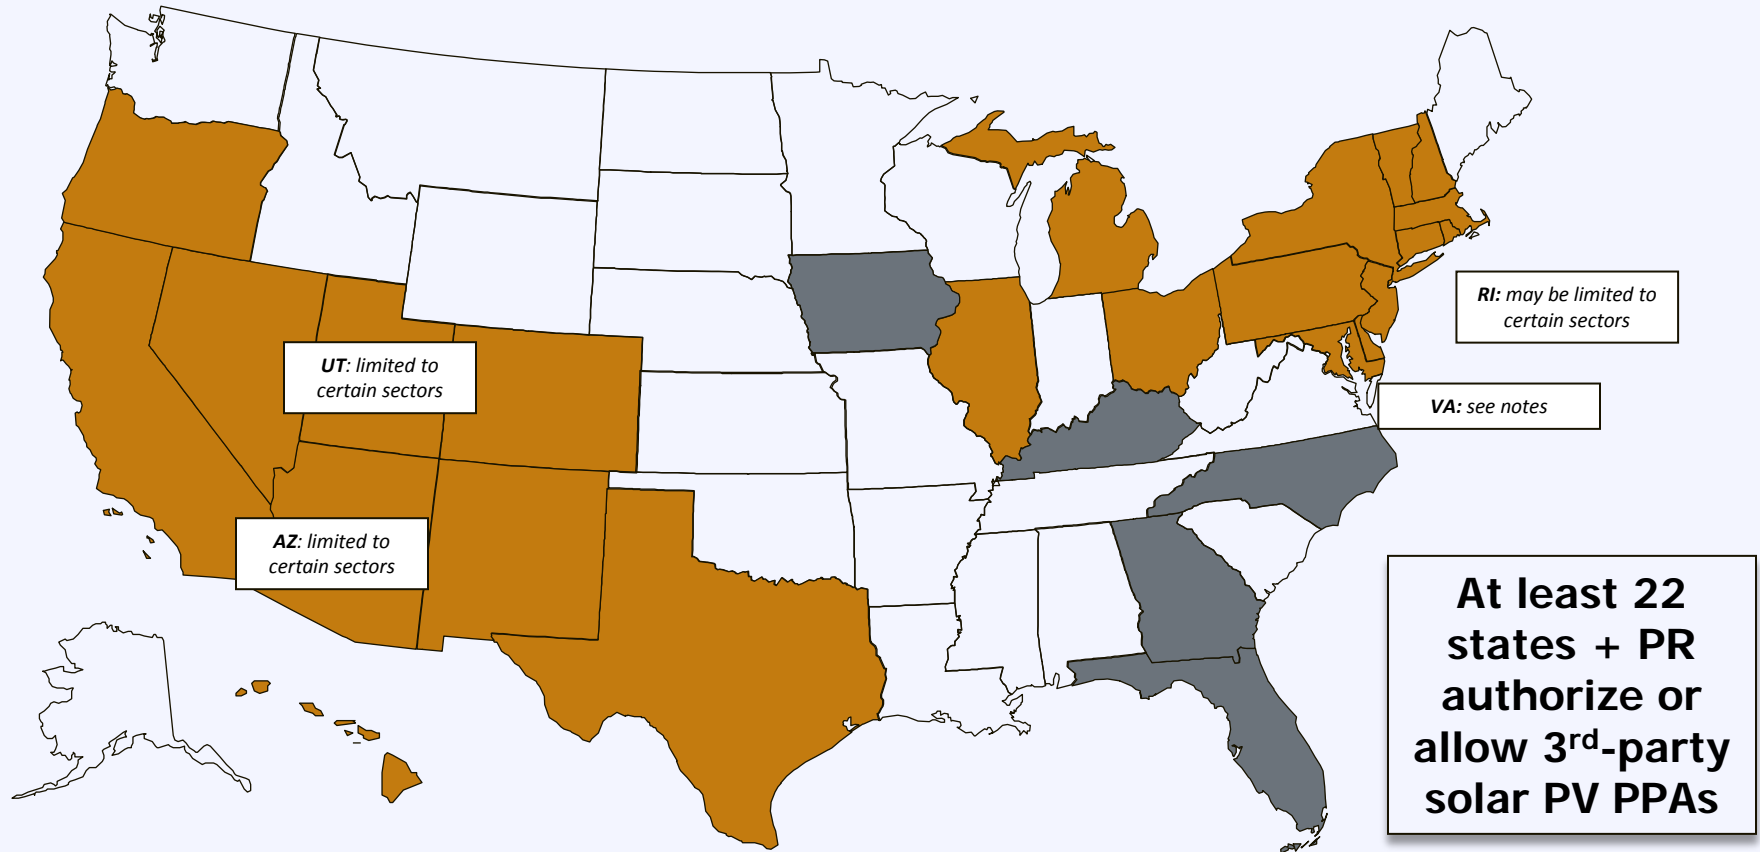 RI: may be limited to
certain sectors
UT: limited to
certain sectors
VA: see notes
AZ: limited to
certain sectors
At least 22
states + PR
authorize or
allow 3rd-party
solar PV PPAs